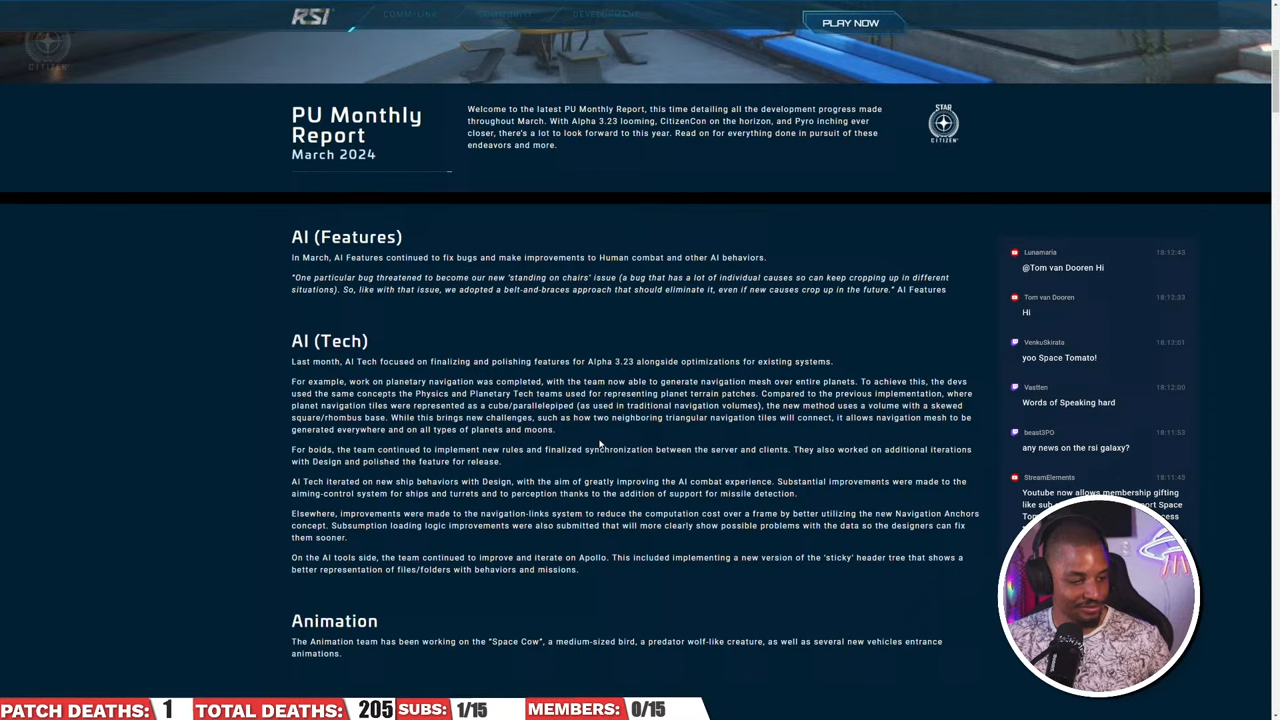 RSI
COMM-LINK
COMMUNITY
DEVELOPMENT
PLAY NOW
CITIZEN
PU Monthly
Report
March 2024
Welcome to the latest PU Monthly Report, this time detailing all the development progress made
throughout March. With Alpha 3.23 looming, CitizenCon on the horizon, and Pyro inching ever
closer, there's a lot to look forward to this year. Read on for everything done in pursuit of these
endeavors and more.
STAR
CITIZEN
AI (Features)
In March, AI Features continued to fix bugs and make improvements to Human combat and other AI behaviors.
"One particular bug threatened to become our new 'standing on chairs' issue (a bug that has a lot of individual causes so can keep cropping up in different
situations). So, like with that issue, we adopted a belt-and-braces approach that should eliminate it, even if new causes crop up in the future." AI Features
AI (Tech)
Last month, AI Tech focused on finalizing and polishing features for Alpha 3.23 alongside optimizations for existing systems.
For example, work on planetary navigation was completed, with the team now able to generate navigation mesh over entire planets. To achieve this, the devs
used the same concepts the Physics and Planetary Tech teams used for representing planet terrain patches. Compared to the previous implementation, where
planet navigation tiles were represented as a cube/parallelepiped (as used in traditional navigation volumes), the new method uses a volume with a skewed
square/rhombus base. While this brings new challenges, such as how two neighboring triangular navigation tiles will connect, it allows navigation mesh to be
generated everywhere and on all types of planets and moons.
For boids, the team continued to implement new rules and finalized synchronization between the server and clients. They also worked on additional iterations
with Design and polished the feature for release.
AI Tech iterated on new ship behaviors with Design, with the aim of greatly improving the AI combat experience. Substantial improvements were made to the
aiming-control system for ships and turrets and to perception thanks to the addition of support for missile detection.
Elsewhere, improvements were made to the navigation-links system to reduce the computation cost over a frame by better utilizing the new Navigation Anchors
concept. Subsumption loading logic improvements were also submitted that will more clearly show possible problems with the data so the designers can fix
them sooner.
On the AI tools side, the team continued to improve and iterate on Apollo. This included implementing a new version of the 'sticky' header tree that shows a
better representation of files/folders with behaviors and missions.
Animation
The Animation team has been working on the "Space Cow", a medium-sized bird, a predator wolf-like creature, as well as several new vehicles entrance
animations.
Lunamaria 18:12:43
@Tom van Dooren Hi
Tom van Dooren 18:12:33
Hi
VenkuSkirata 18:12:01
yoo Space Tomato!
Vastten 18:12:00
Words of Speaking hard
beast3PO 18:11:53
any news on the rsi galaxy?
StreamElements 18:11:43
Youtube now allows membership gifting
like sub
port Space
Tom
PATCH DEATHS: 1
TOTAL DEATHS: 205
SUBS: 1/15
MEMBERS: 0/15